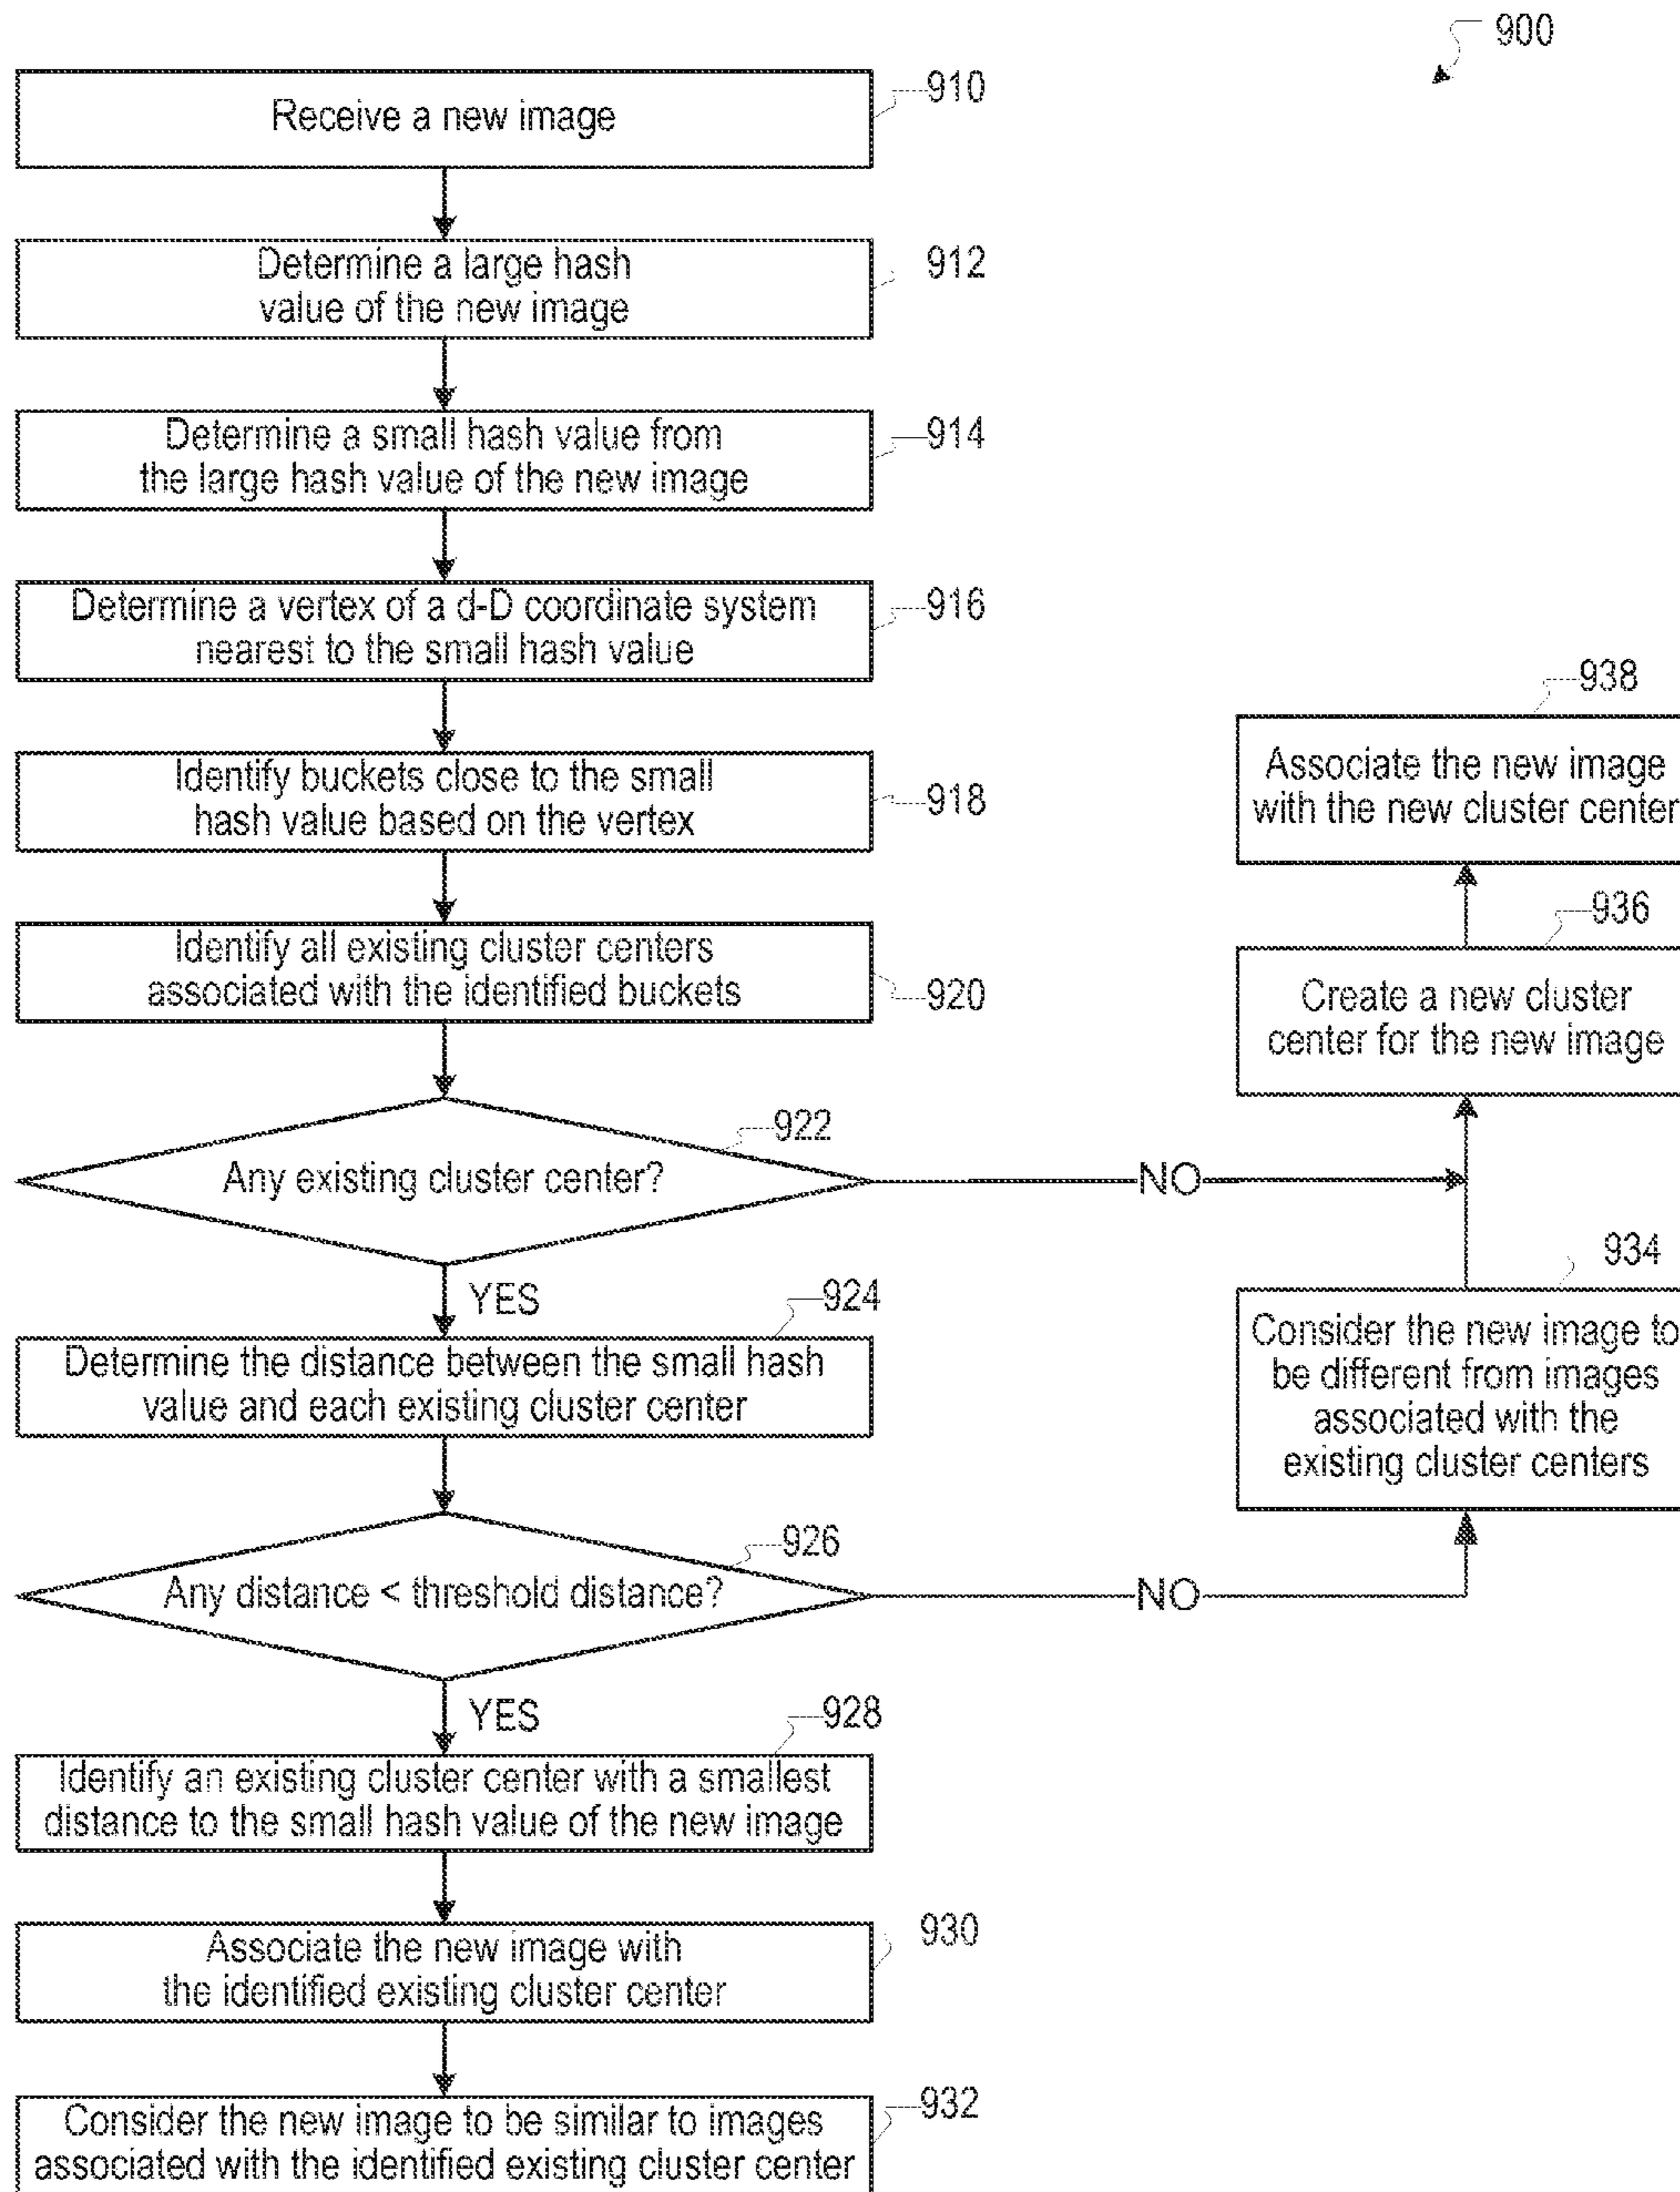 900
Receive a new image
910
Determine a large hash
value of the new image
912
Determine a small hash value from
the large hash value of the new image
914
Determine a vertex of a d-D coordinate system
nearest to the small hash value
916
Identify buckets close to the small
hash value based on the vertex
918
Identify all existing cluster centers
associated with the identified buckets
920
Any existing cluster center?
922
NO
YES
Determine the distance between the small hash
value and each existing cluster center
924
Any distance < threshold distance?
926
NO
YES
Identify an existing cluster center with a smallest
distance to the small hash value of the new image
928
Associate the new image with
the identified existing cluster center
930
Consider the new image to be similar to images
associated with the identified existing cluster center
932
938
Associate the new image
with the new cluster center
936
Create a new cluster
center for the new image
934
Consider the new image to
be different from images
associated with the
existing cluster centers